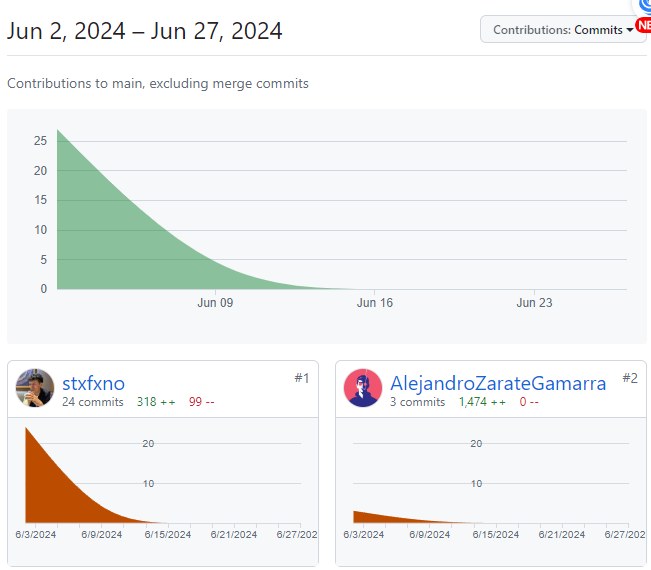 Jun 2, 2024 – Jun 27, 2024
Contributions: Commits
NE
Contributions to main, excluding merge commits
25
20
15
10
5
0
Jun 09 Jun 16 Jun 23
stxfxno #1
24 commits 318 ++ 99 --
20
10
6/3/2024 6/9/2024 6/15/2024 6/21/2024 6/27/202
AlejandroZarateGamarra #2
3 commits 1,474 ++ 0 --
20
10
6/3/2024 6/9/2024 6/15/2024 6/21/2024 6/27/202